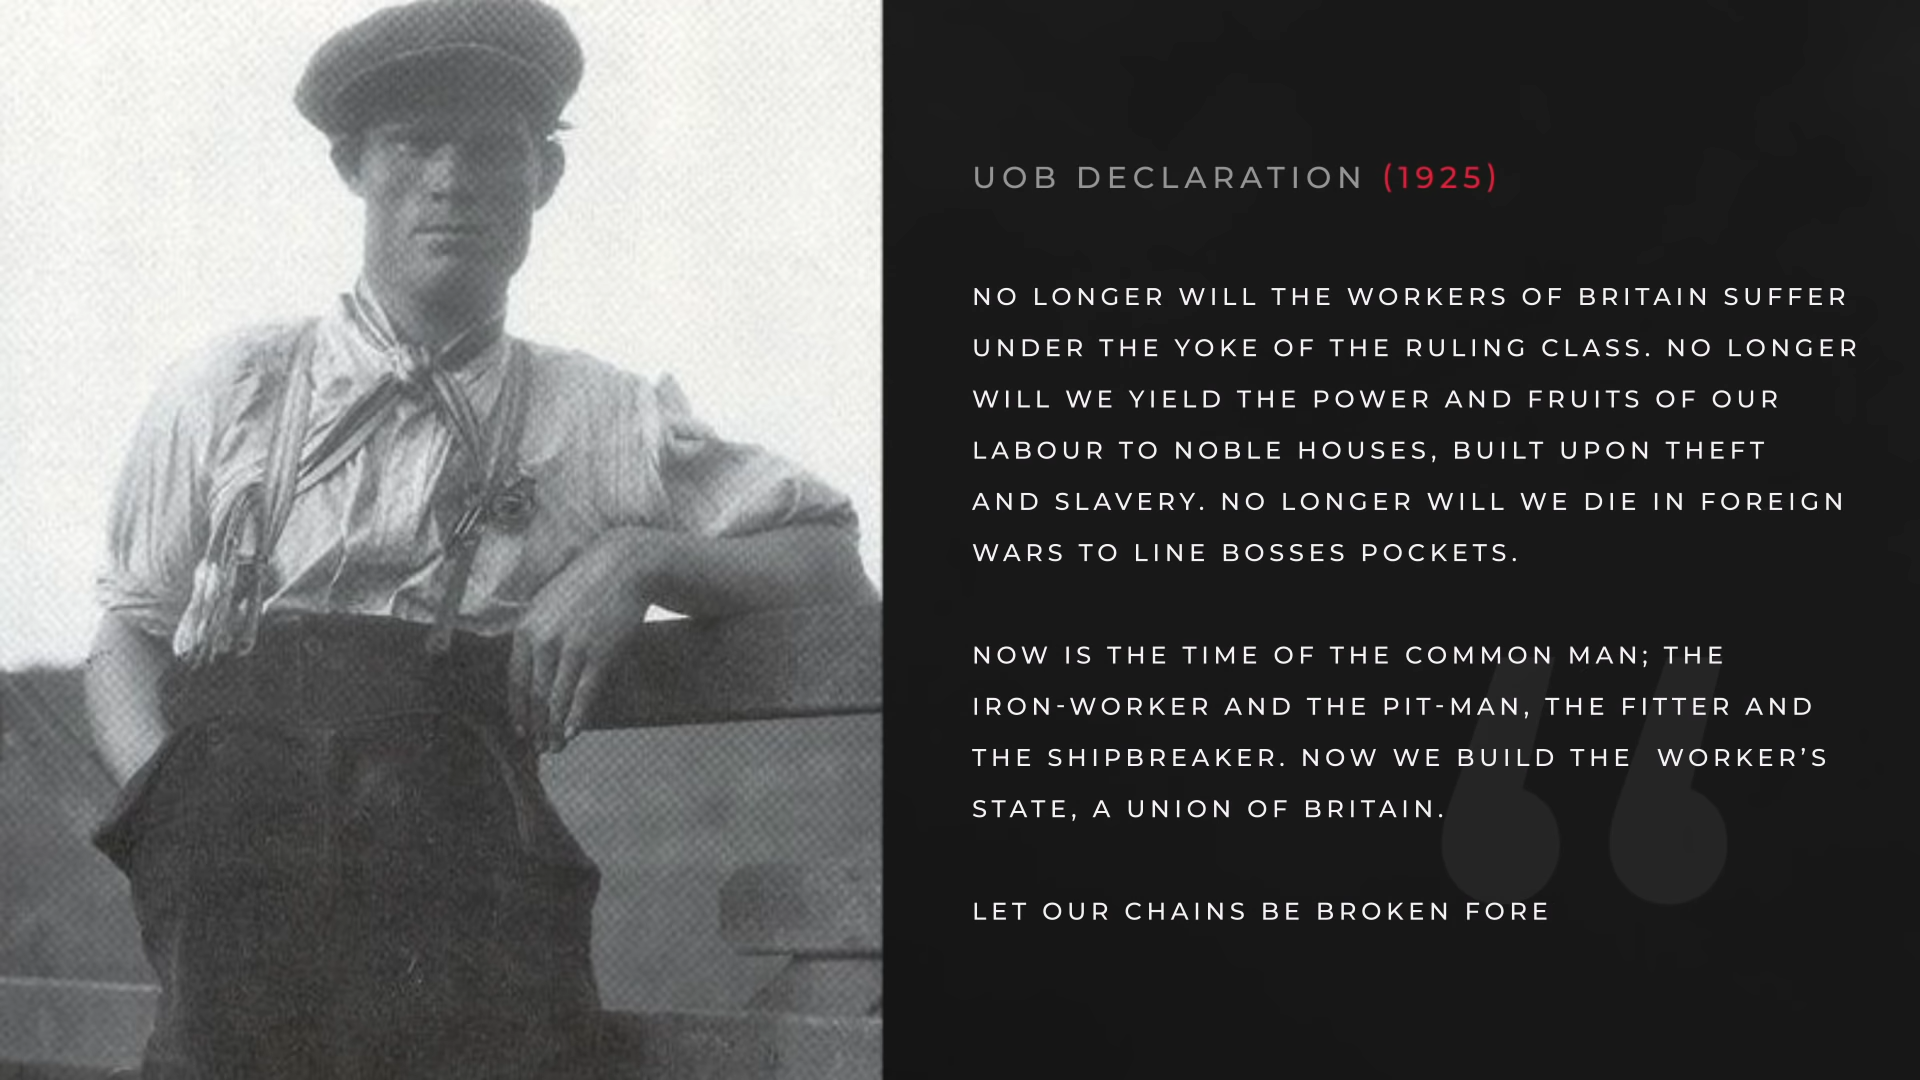 UOB DECLARATION (1925)
NO LONGER WILL THE WORKERS OF BRITAIN SUFFER
UNDER THE YOKE OF THE RULING CLASS. NO LONGER
WILL WE YIELD THE POWER AND FRUITS OF OUR
LABOUR TO NOBLE HOUSES, BUILT UPON THEFT
AND SLAVERY. NO LONGER WILL WE DIE IN FOREIGN
WARS TO LINE BOSSES POCKETS.
NOW IS THE TIME OF THE COMMON MAN; THE
IRON-WORKER AND THE PIT-MAN, THE FITTER AND
THE SHIPBREAKER. NOW WE BUILD THE  WORKER’S
STATE, A UNION OF BRITAIN.
LET OUR CHAINS BE BROKEN FORE